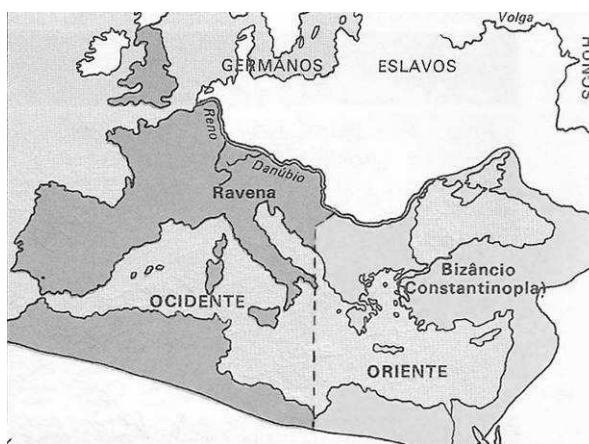 Volga
GERMANOS
ESLAVOS
HUNOS
Reno
Danúbio
Ravena
Bizâncio
(Constantinopla)
OCIDENTE
ORIENTE